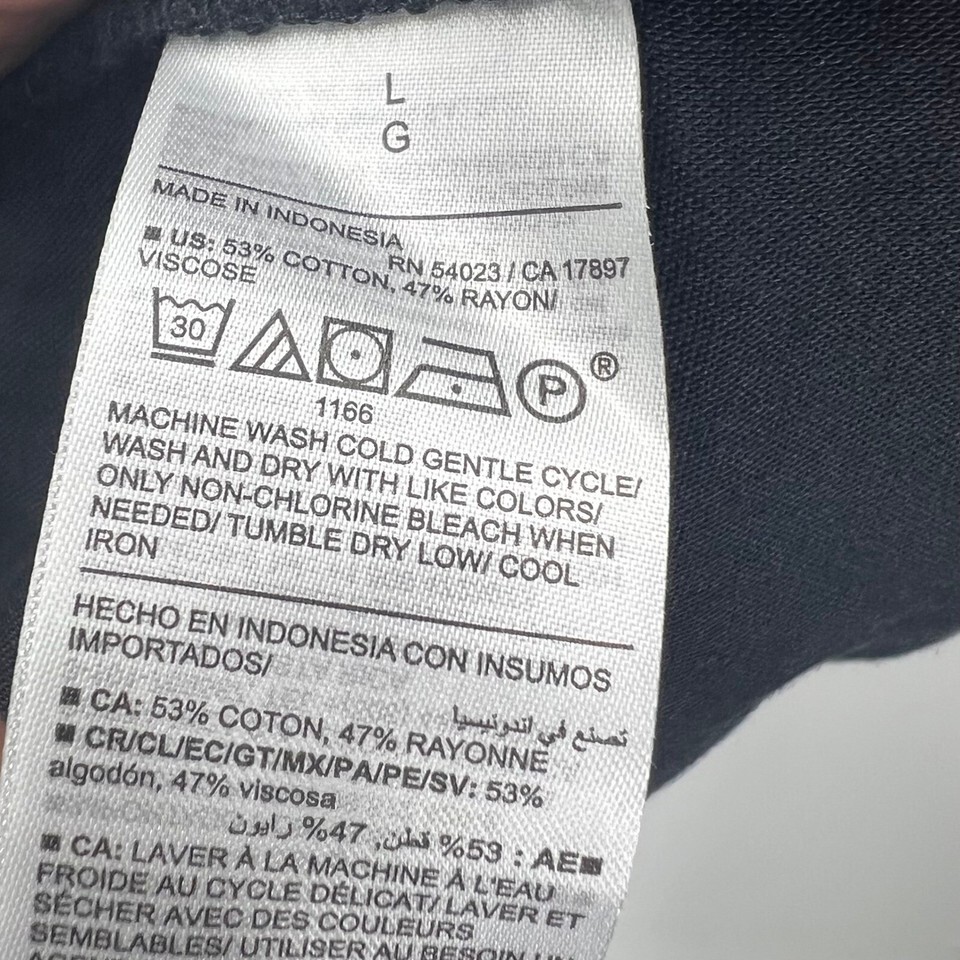 L
G
MADE IN INDONESIA
RN 54023 / CA 17897
US: 53% COTTON, 47% RAYON/
VISCOSE
30
P ®
1166
MACHINE WASH COLD GENTLE CYCLE/
WASH AND DRY WITH LIKE COLORS/
ONLY NON-CHLORINE BLEACH WHEN
NEEDED/ TUMBLE DRY LOW/ COOL
IRON
HECHO EN INDONESIA CON INSUMOS
IMPORTADOS/
تصنع في اندونيسيا
CA: 53% COTON, 47% RAYONNE
CR/CL/EC/GT/MX/PA/PE/SV: 53%
algodón, 47% viscosa
AE : %53 قطن, %47 رايون
CA: LAVER À LA MACHINE À L'EAU
FROIDE AU CYCLE DÉLICAT/ LAVER ET
SÉCHER AVEC DES COULEURS
SEMBLABLES/ UTILISER AU BESOIN UN